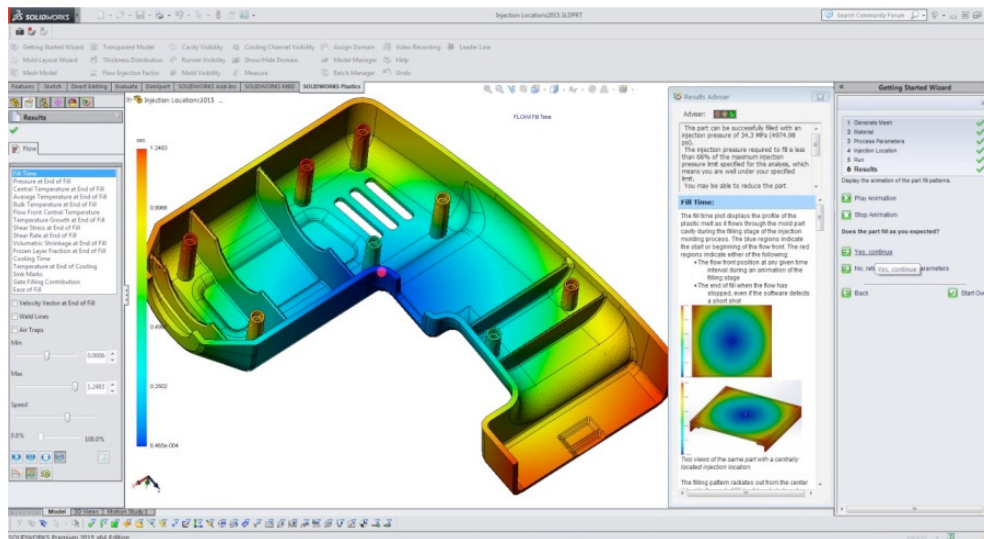 SOLIDWORKS
Injection Locations2015.SLDPRT
Search Community Forum
Getting Started Wizard
Transparent Model
Cavity Visibility
Cooling Channel Visibility
Assign Domain
Video Recording
Leader Line
Mold Layout Wizard
Thickness Distribution
Runner Visibility
Show/Hide Domain
Model Manager
Help
Mesh Model
Flow Injection Factor
Mold Visibility
Measure
Batch Manager
Undo
Features
Sketch
Direct Editing
Evaluate
DimXpert
SOLIDWORKS Add-Ins
SOLIDWORKS MBD
SOLIDWORKS Plastics
Results
Flow
Fill Time
Pressure at End of Fill
Central Temperature at End of Fill
Average Temperature at End of Fill
Bulk Temperature at End of Fill
Flow Front Central Temperature
Temperature Growth at End of Fill
Shear Stress at End of Fill
Shear Rate at End of Fill
Volumetric Shrinkage at End of Fill
Frozen Layer Fraction at End of Fill
Cooling Time
Temperature at End of Cooling
Sink Marks
Gate Filling Contribution
Ease of Fill
Velocity Vector at End of Fill
Weld Lines
Air Traps
Min
0.0006
Max
1.2483
Speed
0.0%
100.0%
Injection Locations2015 ...
sec
1.2483
0.9986
0.2502
6.465e-004
FLOW/Fill Time
Results Adviser
Adviser:
This part can be successfully filled with an
injection pressure of 34.3 MPa (4974.98
psi).
The injection pressure required to fill is less
than 66% of the maximum injection
pressure limit specified for the analysis, which
means you are well under your specified
limit.
You may be able to reduce the part
Fill Time:
The fill time plot displays the profile of the
plastic melt as it flows through the mold part
cavity during the filling stage of the injection
molding process. The blue regions indicate
the start or beginning of the flow front. The red
regions indicate either of the following:
• The flow front position at any given time
interval during an animation of the
filling stage
• The end of fill when the flow has
stopped, even if the software detects
a short shot
Two views of the same part with a centrally
located injection location
The filling pattern radiates out from the center
Getting Started Wizard
1 Generate Mesh
2 Material
3 Process Parameters
4 Injection Location
5 Run
6 Results
Display the animation of the part fill patterns.
Play Animation
Stop Animation
Does the part fill as you expected?
Yes, continue
Yes, continue
Back
Start Ov
Model
3D Views
Motion Study1
SOLIDWORKS Premium 2015 x64 Edition